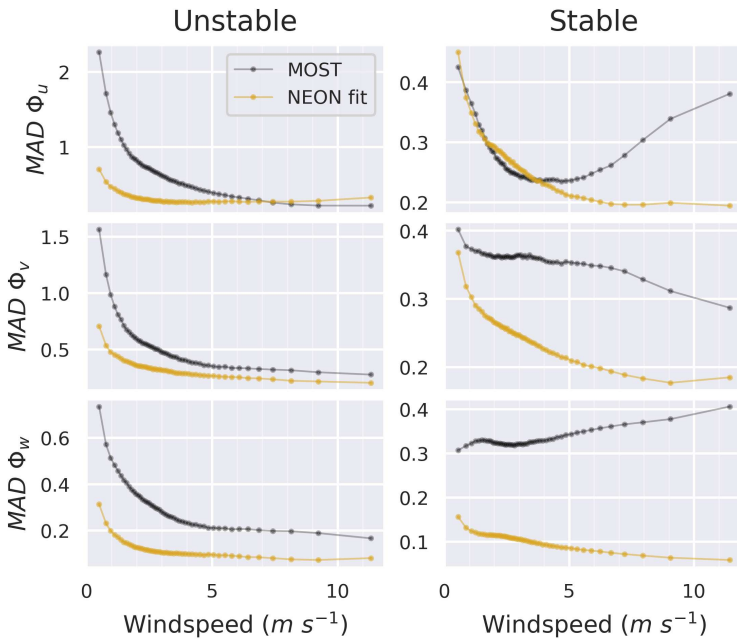 Unstable
Stable
MOST
NEON fit
MAD Φu
2
1
0.4
0.3
0.2
MAD Φv
1.5
1.0
0.5
0.4
0.3
0.2
MAD Φw
0.6
0.4
0.2
0.4
0.3
0.2
0.1
0 5 10
0 5 10
Windspeed (m s⁻¹)
Windspeed (m s⁻¹)